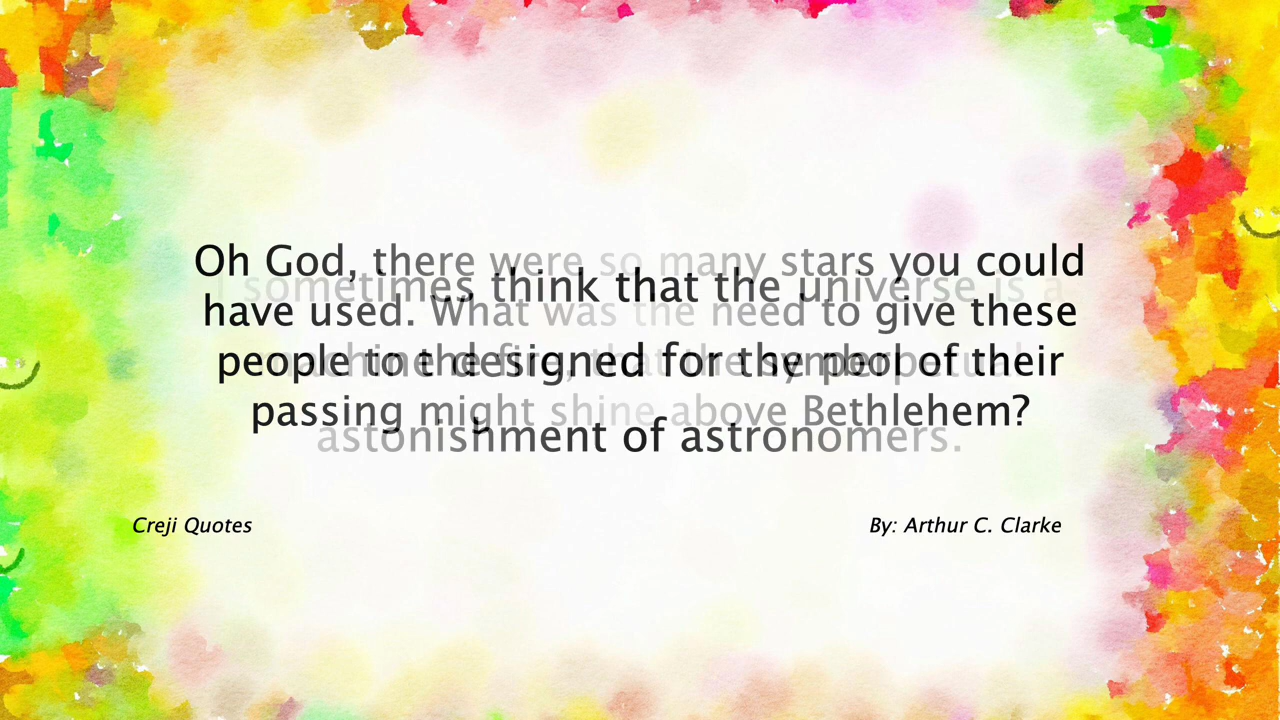 Oh God, there were so many stars you could
have used. What was the need to give these
people to the fire, that the symbol of their
passing might shine above Bethlehem?
I sometimes think that the universe is a
machine designed for the perpetual
astonishment of astronomers.
Creji Quotes
By: Arthur C. Clarke